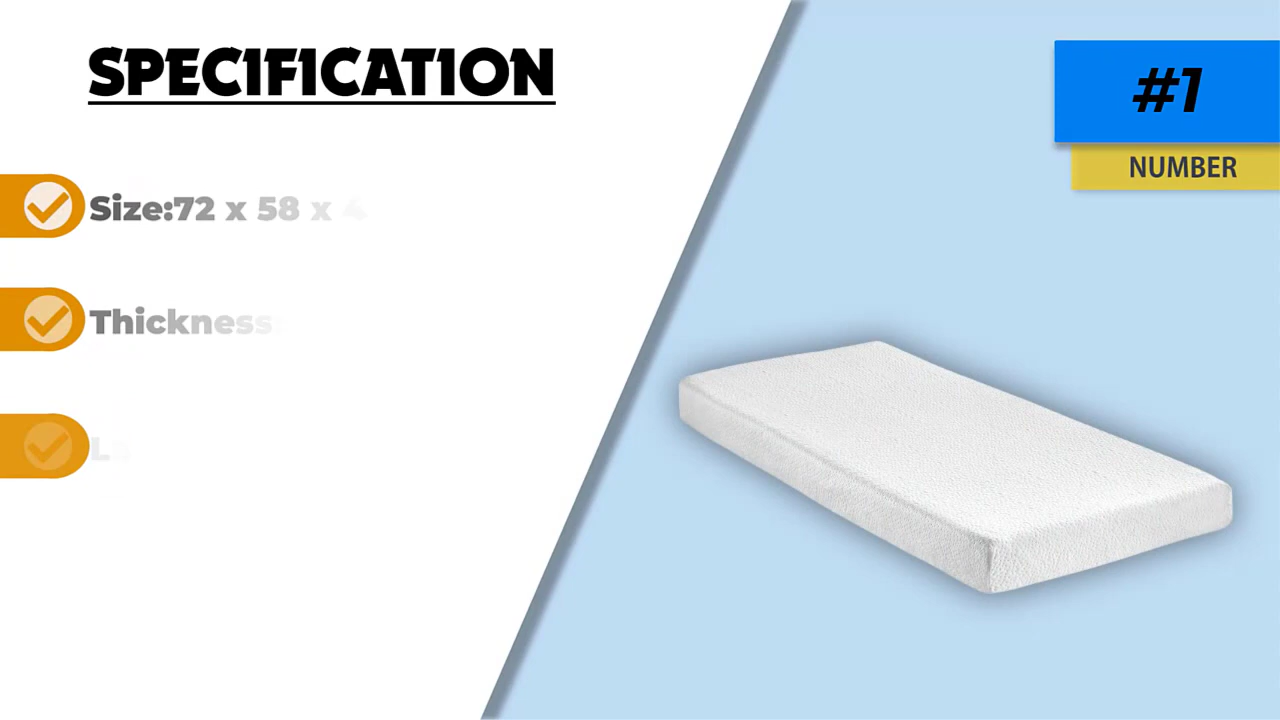 SPECIFICATION
#1
NUMBER
Size:72 x 58 x
Thickness